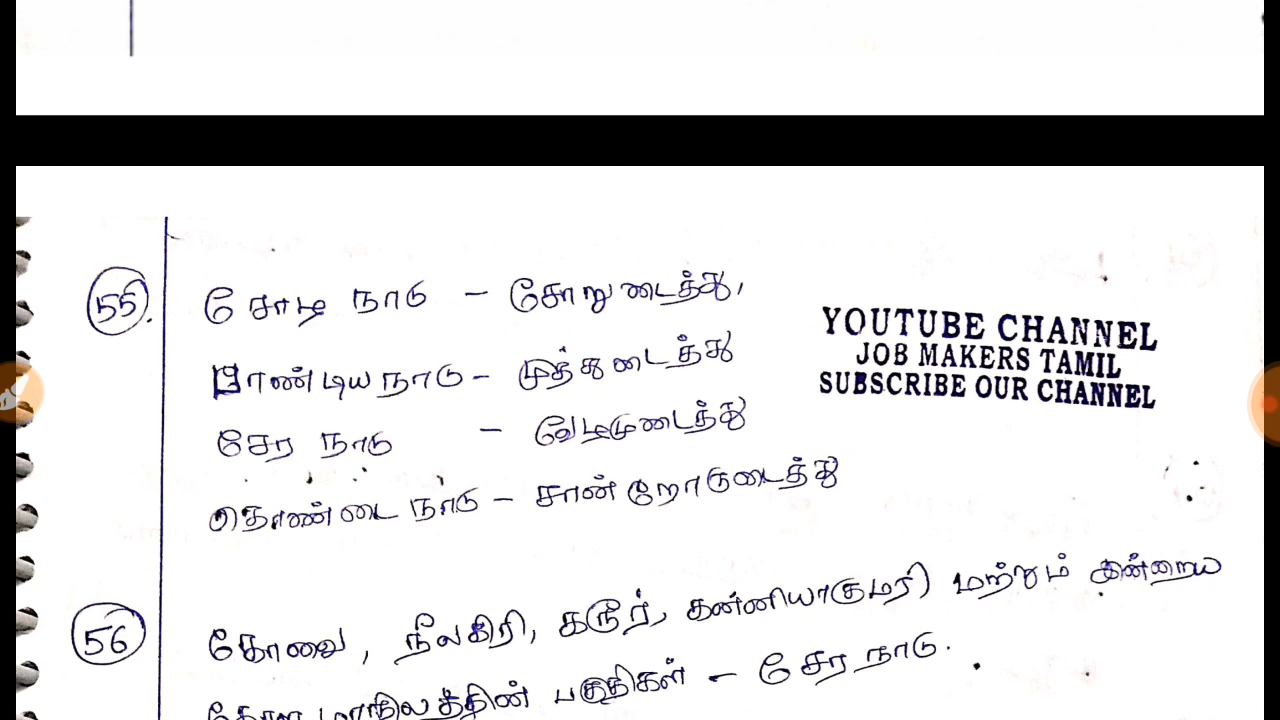 55. சோழ நாடு - சோறுடைத்து,
பாண்டிய நாடு - முத்துடைத்து
சேர நாடு - வேழமுடைத்து
தொண்டை நாடு - சான்றோருடைத்து
YOUTUBE CHANNEL
JOB MAKERS TAMIL
SUBSCRIBE OUR CHANNEL
56 கோவை, நீலகிரி, கரூர், கன்னியாகுமரி மற்றும் இன்றைய
கேரள மாநிலத்தின் பகுதிகள் - சேர நாடு.